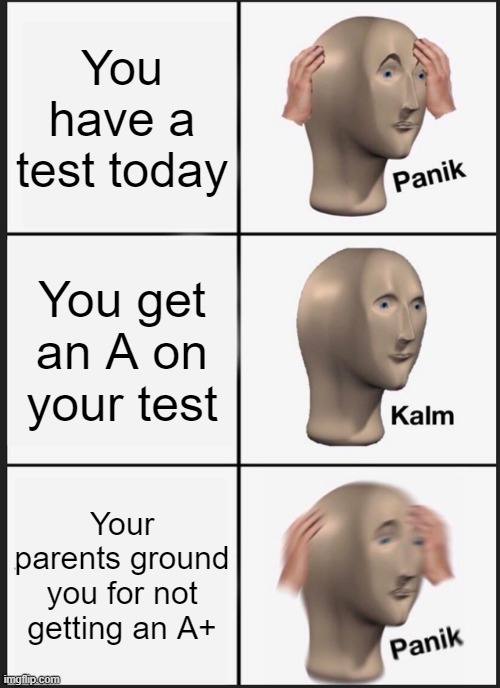 You
have a
test today
Panik
You get
an A on
your test
Kalm
Your
parents ground
you for not
getting an A+
Panik
imgflip.com